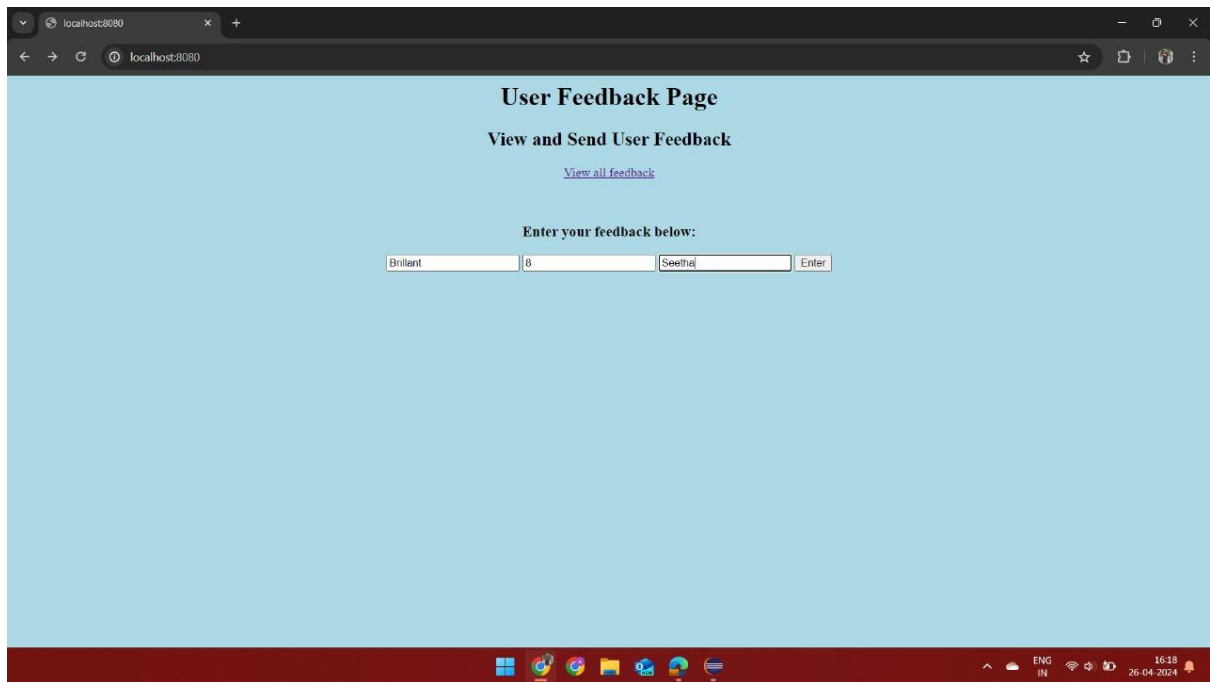 localhost:8080
localhost:8080
User Feedback Page
View and Send User Feedback
View all feedback
Enter your feedback below:
Brillant 8 Seetha Enter
ENG 16:18
IN 26-04-2024